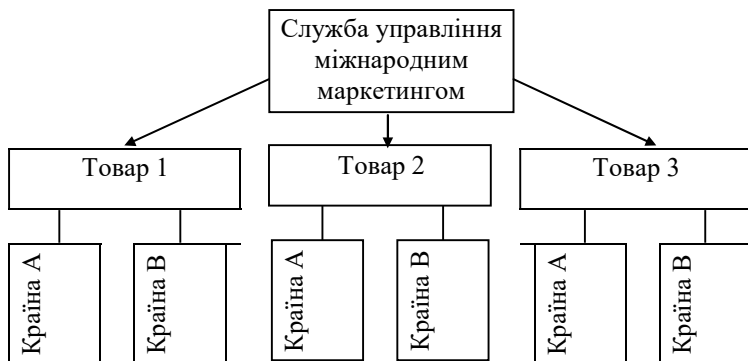 Служба управління
міжнародним
маркетингом
Товар 1
Товар 2
Товар 3
Країна А
Країна В
Країна А
Країна В
Країна А
Країна В